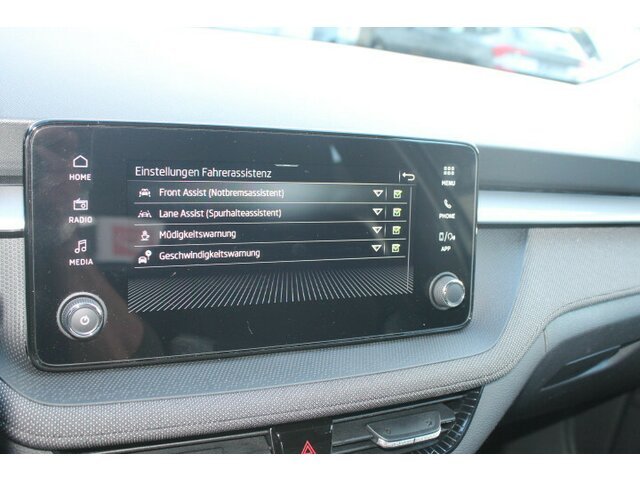 Einstellungen Fahrerassistenz
HOME
RADIO
MEDIA
Front Assist (Notbremsassistent)
Lane Assist (Spurhalteassistent)
Müdigkeitswarnung
Geschwindigkeitswarnung
MENU
PHONE
APP